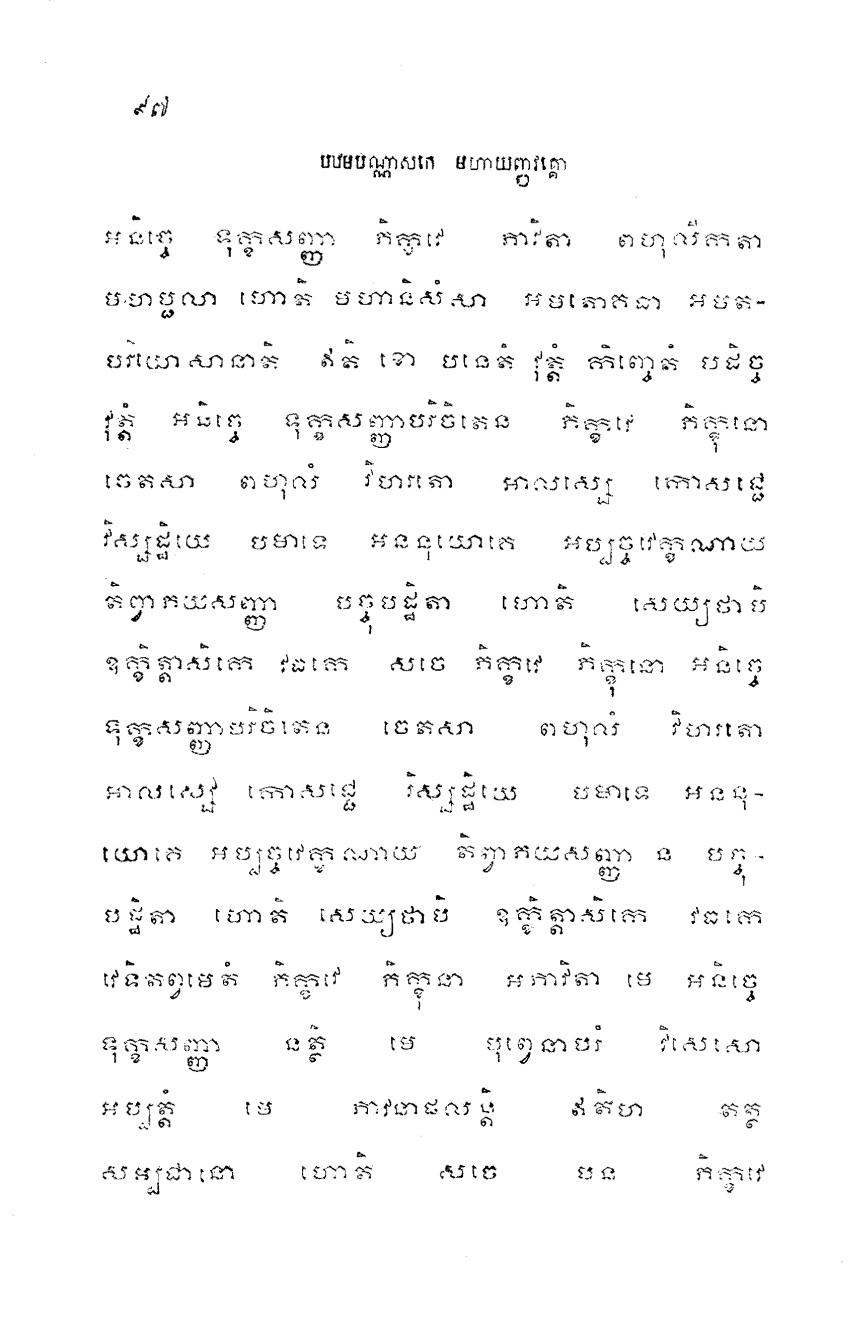 ៩៧
បឋមបណ្ណាសកេ មហាយញ្ញវគ្គោ
អនិច្ចេ ទុក្ខសញ្ញា ភិក្ខវេ ភាវិតា ពហុលីកតា
មហប្ផលា ហោតិ មហានិសំសា អមតោគធា អមត-
បរិយោសានាតិ ឥតិ ខោ បនេតំ វុត្តំ កិញ្ចេតំ បដិច្ច
វុត្តំ អនិច្ចេ ទុក្ខសញ្ញាបរិចិតេន ភិក្ខវេ ភិក្ខុនោ
ចេតសា ពហុលំ វិហរតោ អាលស្យេ កោសជ្ជេ
វិស្សដ្ឋិយេ បមាទេ អននុយោគេ អប្បច្ចវេក្ខណាយ
តិព្វាភយសញ្ញា បច្ចុបដ្ឋិតា ហោតិ សេយ្យថាបិ
ឧក្ខិត្តាសិកេ វធកេ សចេ ភិក្ខវេ ភិក្ខុនោ អនិច្ចេ
ទុក្ខសញ្ញាបរិចិតេន ចេតសា ពហុលំ វិហរតោ
អាលស្យេ កោសជ្ជេ វិស្សដ្ឋិយេ បមាទេ អននុ-
យោគេ អប្បច្ចវេក្ខណាយ តិព្វាភយសញ្ញា ន បច្ចុ-
បដ្ឋិតា ហោតិ សេយ្យថាបិ ឧក្ខិត្តាសិកេ វធកេ
វេទិតព្វមេតំ ភិក្ខវេ ភិក្ខុនា អភាវិតា មេ អនិច្ចេ
ទុក្ខសញ្ញា នត្ថិ មេ បុព្វេនាបរំ វិសេសោ
អប្បត្តំ មេ ភាវនាផលន្តិ ឥតិហ តត្ថ
សម្បជានោ ហោតិ សចេ បន ភិក្ខវេ